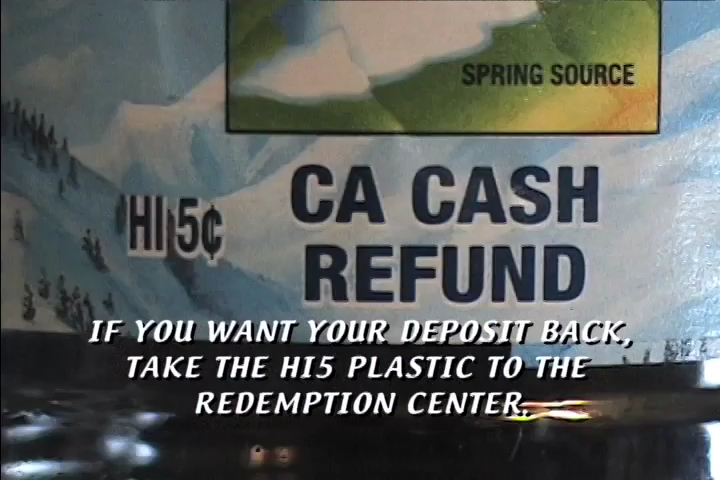 SPRING SOURCE
HI 5¢
CA CASH
REFUND
IF YOU WANT YOUR DEPOSIT BACK,
TAKE THE HI5 PLASTIC TO THE
REDEMPTION CENTER.